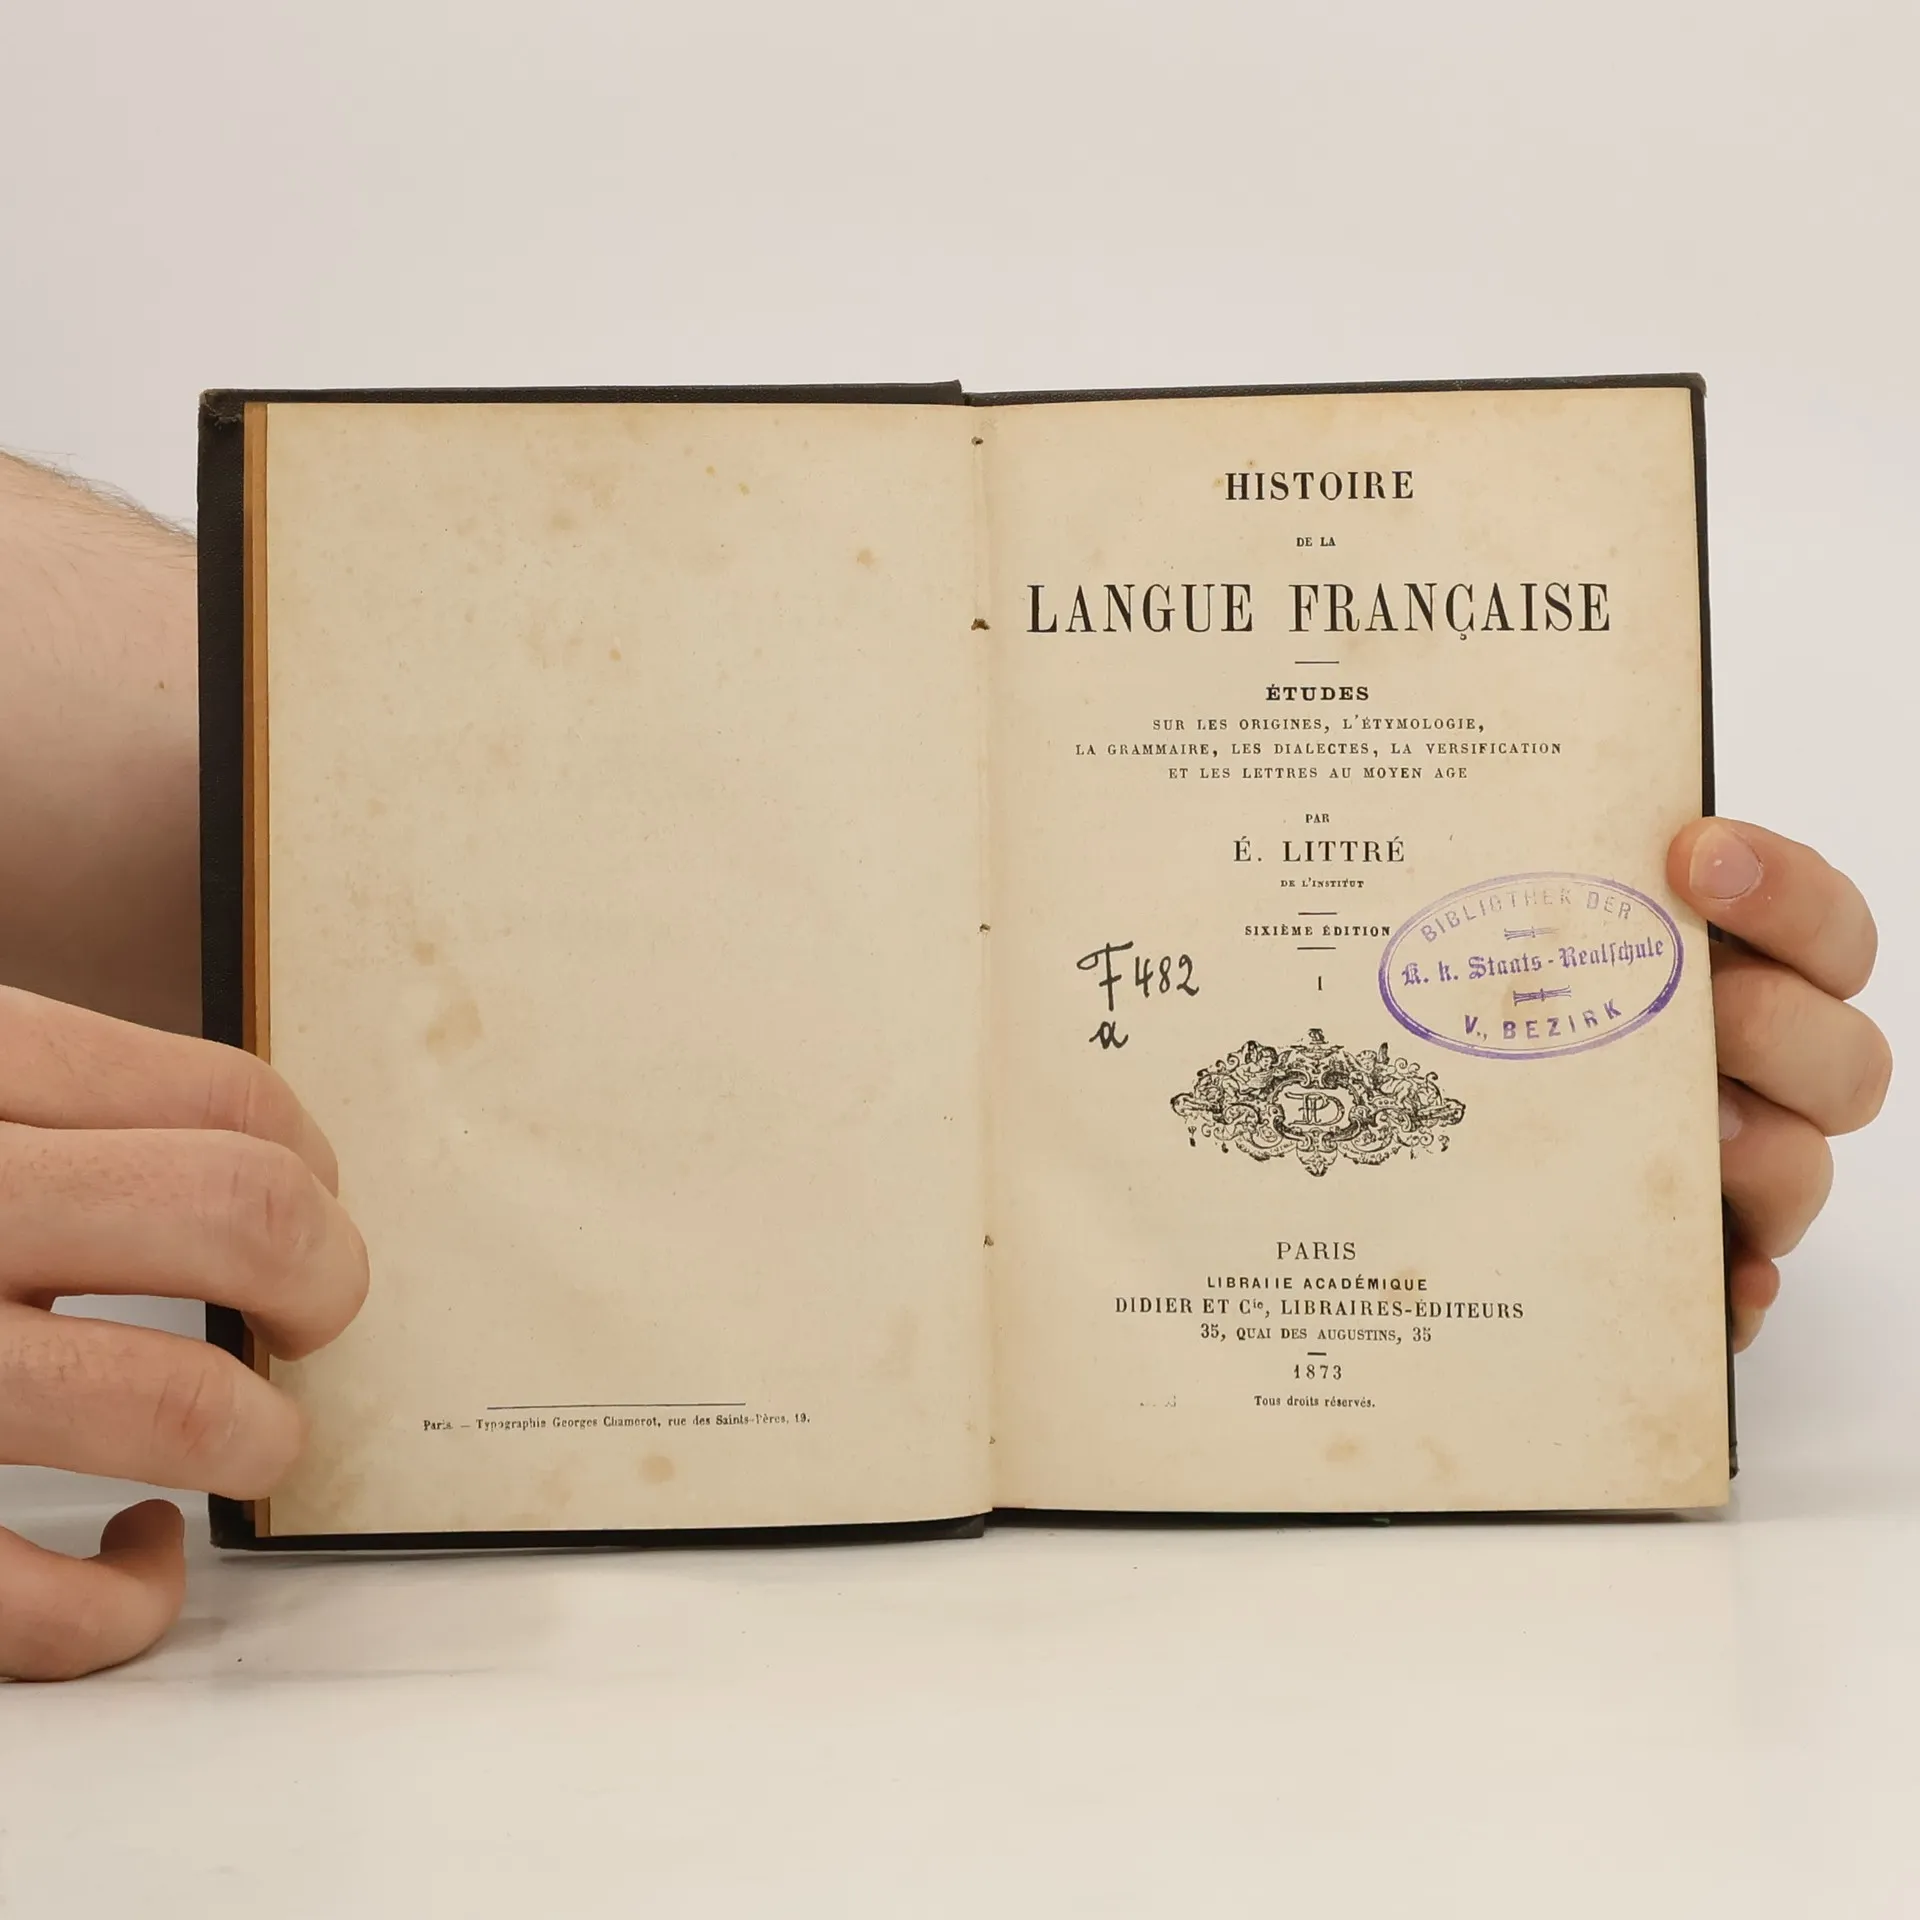 Paris. — Typographie Georges Chamerot, rue des Saints-Pères, 19.
HISTOIRE
DE LA
LANGUE FRANÇAISE
ÉTUDES
SUR LES ORIGINES, L'ÉTYMOLOGIE,
LA GRAMMAIRE, LES DIALECTES, LA VERSIFICATION
ET LES LETTRES AU MOYEN AGE
PAR
É. LITTRÉ
DE L'INSTITUT
SIXIÈME ÉDITION
I
F 482
a
BIBLIOTHEK DER
K. k. Staats-Realschule
V., BEZIRK
PARIS
LIBRAIIE ACADÉMIQUE
DIDIER ET Cie, LIBRAIRES-ÉDITEURS
35, QUAI DES AUGUSTINS, 35
1873
Tous droits réservés.